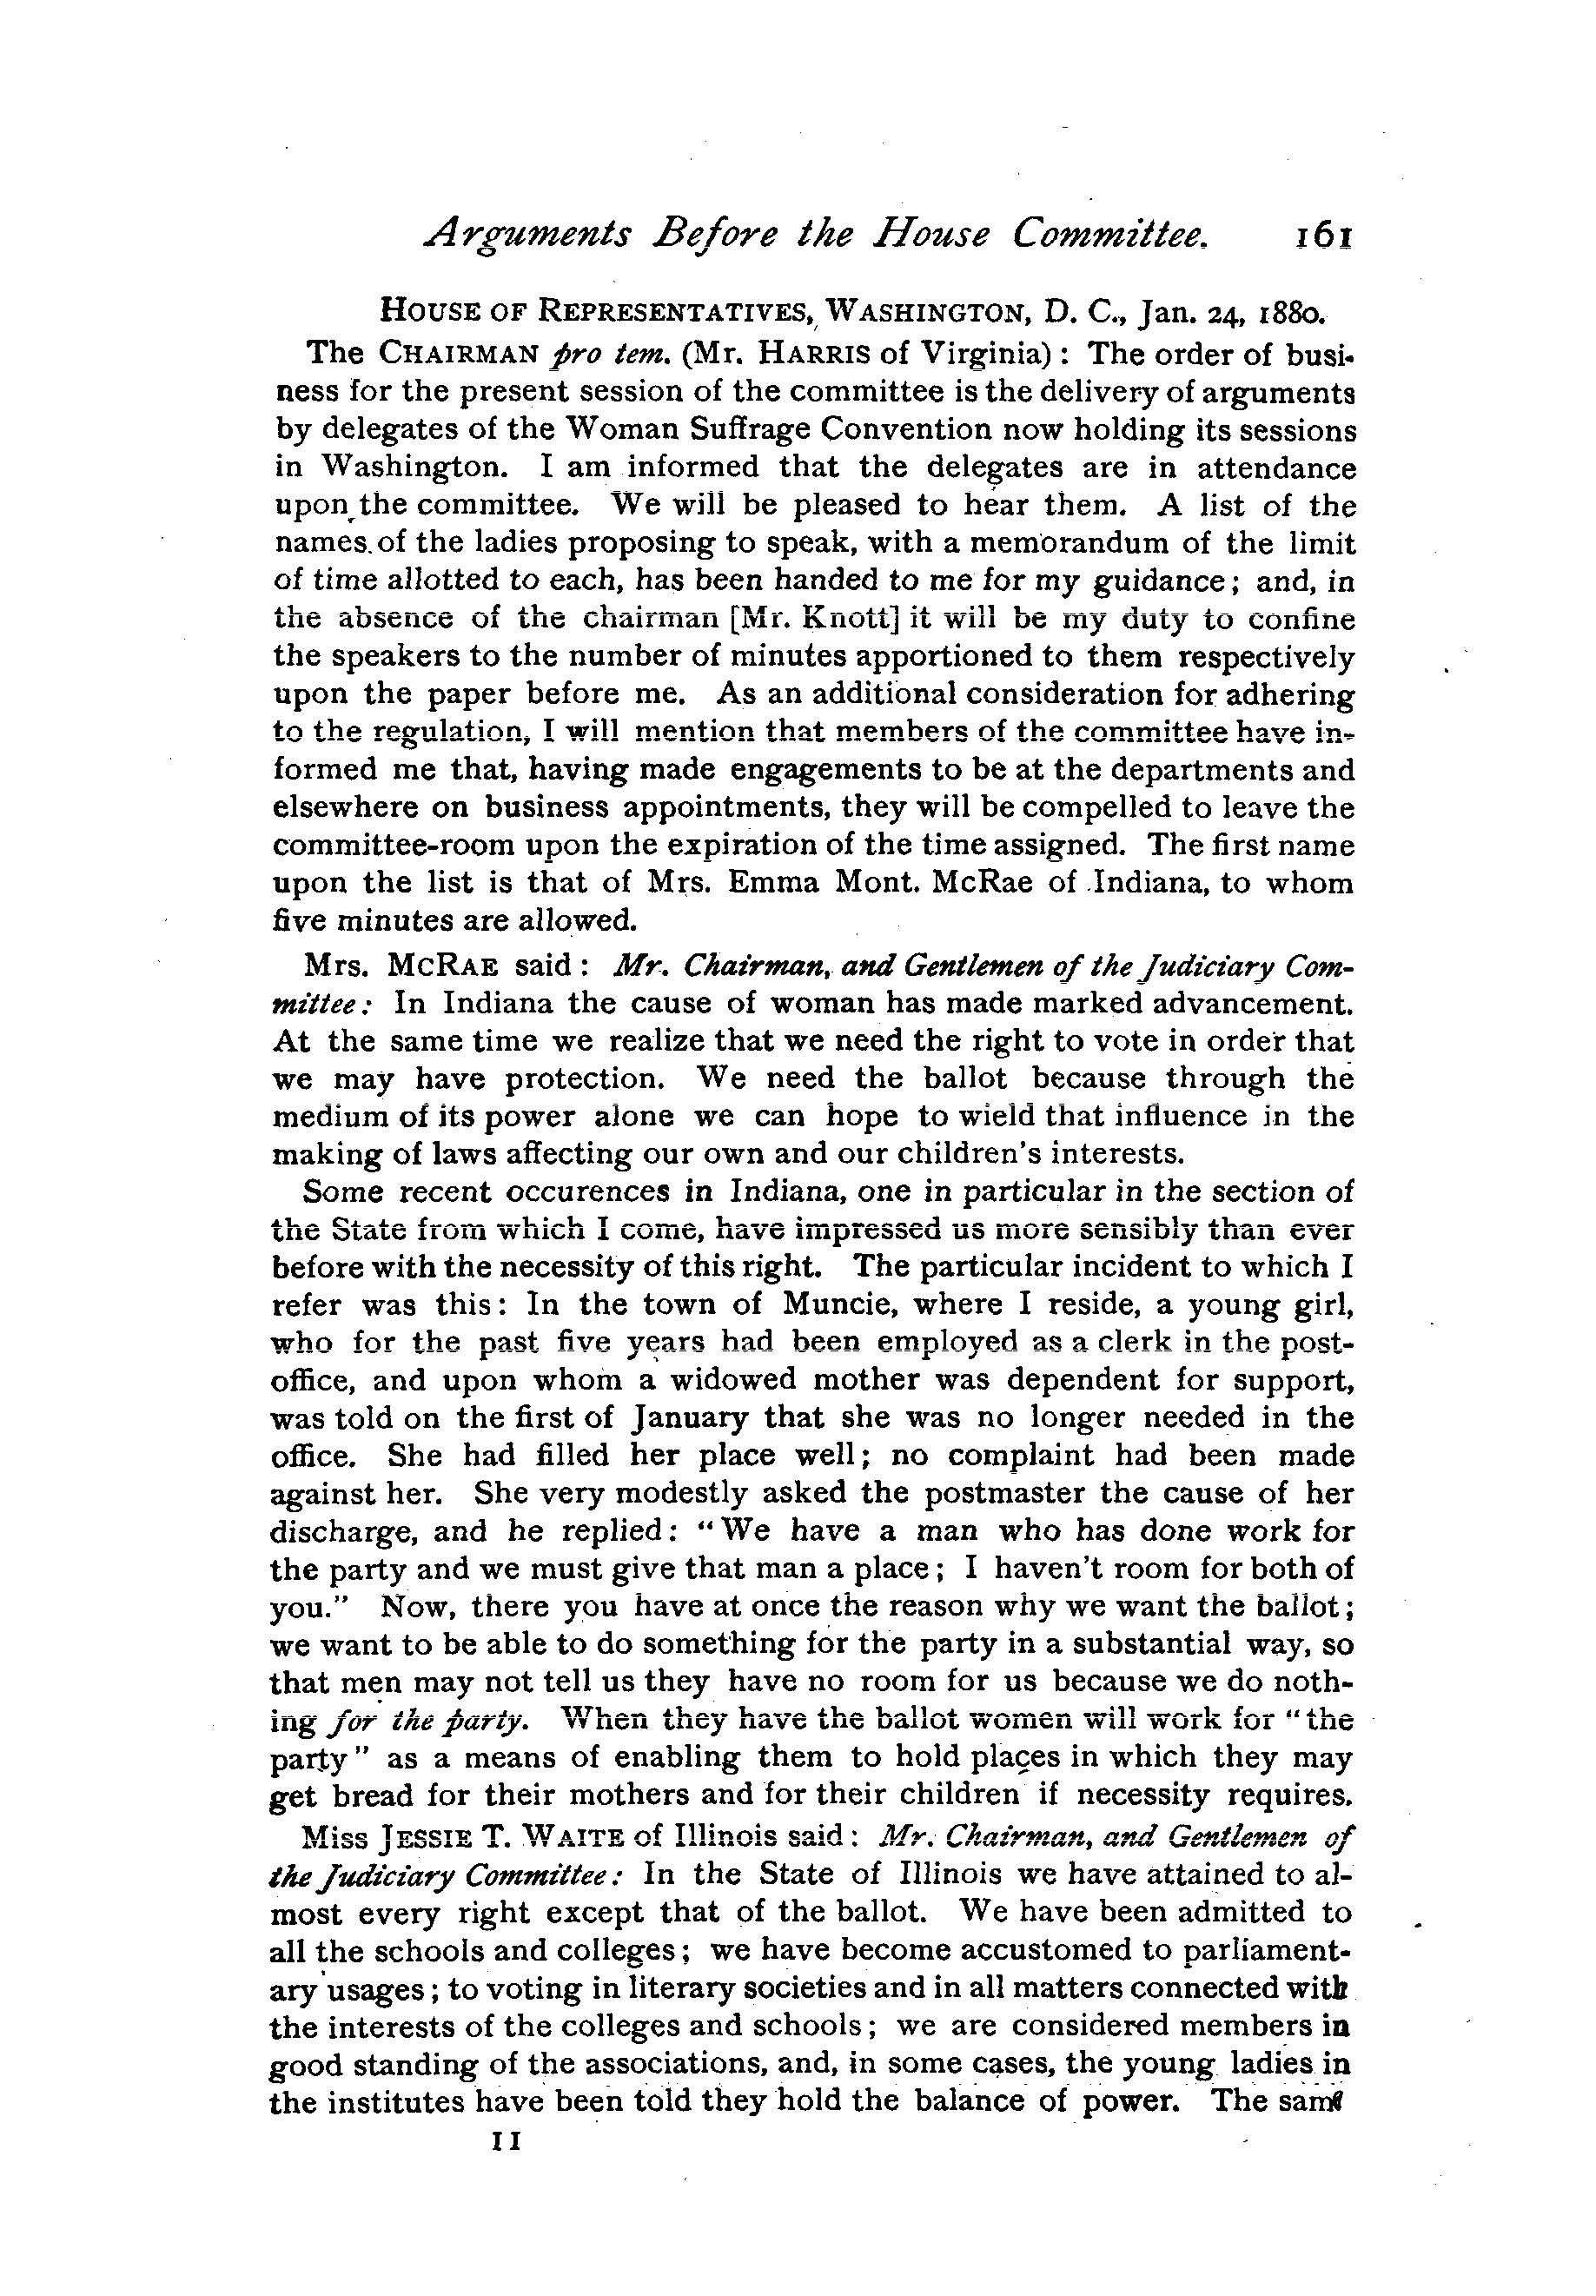 Arguments Before the House Committee. 161
HOUSE OF REPRESENTATIVES, WASHINGTON, D. C., Jan. 24, 1880.
The CHAIRMAN pro tem. (Mr. HARRIS of Virginia) : The order of busi-
ness for the present session of the committee is the delivery of arguments
by delegates of the Woman Suffrage Convention now holding its sessions
in Washington. I am informed that the delegates are in attendance
upon the committee. We will be pleased to hear them. A list of the
names of the ladies proposing to speak, with a memorandum of the limit
of time allotted to each, has been handed to me for my guidance; and, in
the absence of the chairman [Mr. Knott] it will be my duty to confine
the speakers to the number of minutes apportioned to them respectively
upon the paper before me. As an additional consideration for adhering
to the regulation, I will mention that members of the committee have in-
formed me that, having made engagements to be at the departments and
elsewhere on business appointments, they will be compelled to leave the
committee-room upon the expiration of the time assigned. The first name
upon the list is that of Mrs. Emma Mont. McRae of Indiana, to whom
five minutes are allowed.
Mrs. MCRAE said : Mr. Chairman, and Gentlemen of the Judiciary Com-
mittee: In Indiana the cause of woman has made marked advancement.
At the same time we realize that we need the right to vote in order that
we may have protection. We need the ballot because through the
medium of its power alone we can hope to wield that influence in the
making of laws affecting our own and our children's interests.
Some recent occurences in Indiana, one in particular in the section of
the State from which I come, have impressed us more sensibly than ever
before with the necessity of this right. The particular incident to which I
refer was this: In the town of Muncie, where I reside, a young girl,
who for the past five years had been employed as a clerk in the post-
office, and upon whom a widowed mother was dependent for support,
was told on the first of January that she was no longer needed in the
office. She had filled her place well; no complaint had been made
against her. She very modestly asked the postmaster the cause of her
discharge, and he replied: "We have a man who has done work for
the party and we must give that man a place; I haven't room for both of
you." Now, there you have at once the reason why we want the ballot;
we want to be able to do something for the party in a substantial way, so
that men may not tell us they have no room for us because we do noth-
ing for the party. When they have the ballot women will work for "the
party" as a means of enabling them to hold places in which they may
get bread for their mothers and for their children if necessity requires.
Miss JESSIE T. WAITE of Illinois said : Mr. Chairman, and Gentlemen of
the Judiciary Committee: In the State of Illinois we have attained to al-
most every right except that of the ballot. We have been admitted to
all the schools and colleges; we have become accustomed to parliament-
ary usages; to voting in literary societies and in all matters connected with
the interests of the colleges and schools; we are considered members in
good standing of the associations, and, in some cases, the young ladies in
the institutes have been told they hold the balance of power. The same
11